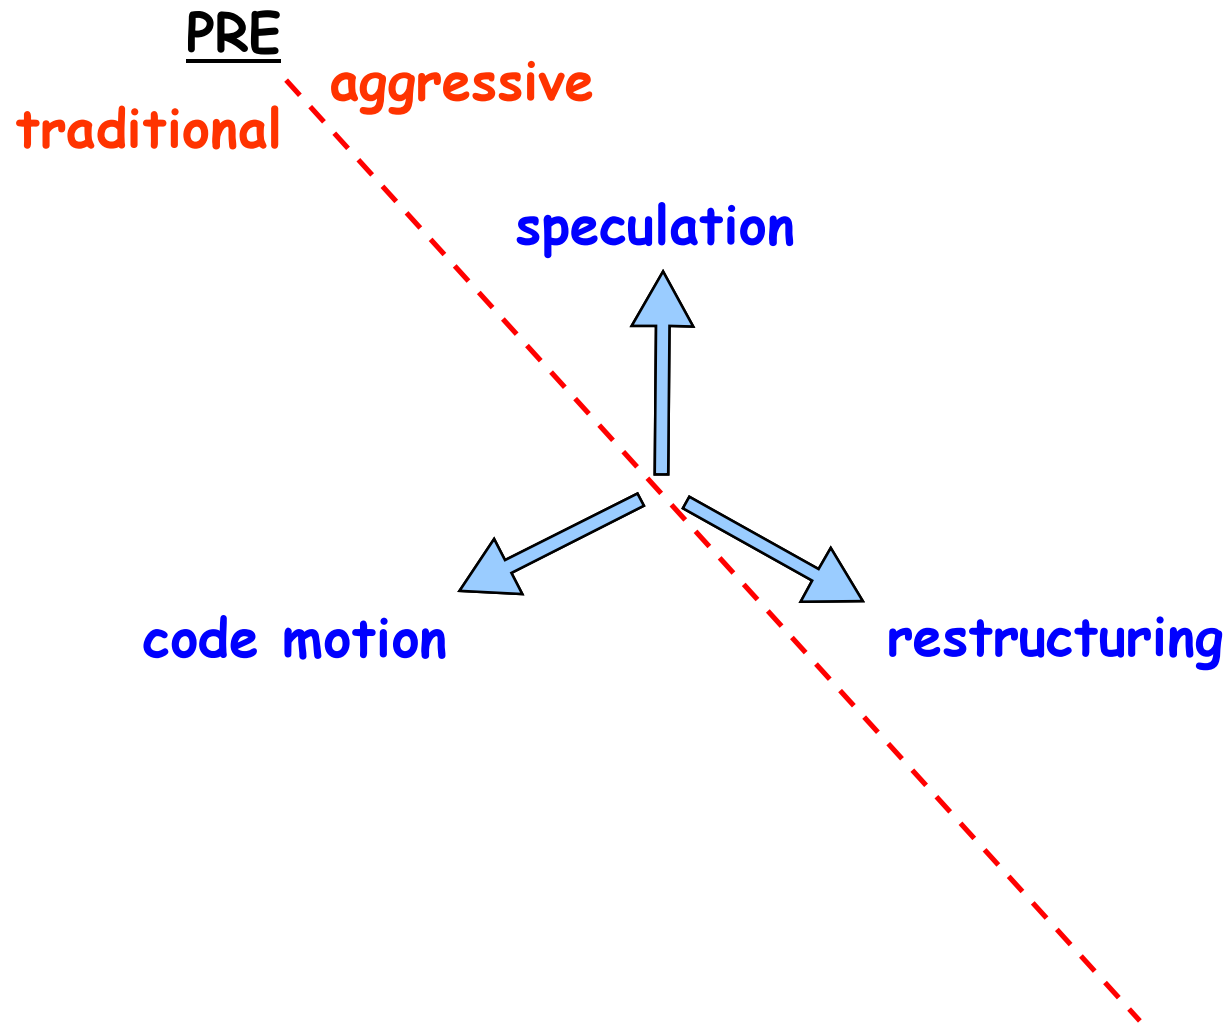 PRE
aggressive
traditional
speculation
code motion
restructuring